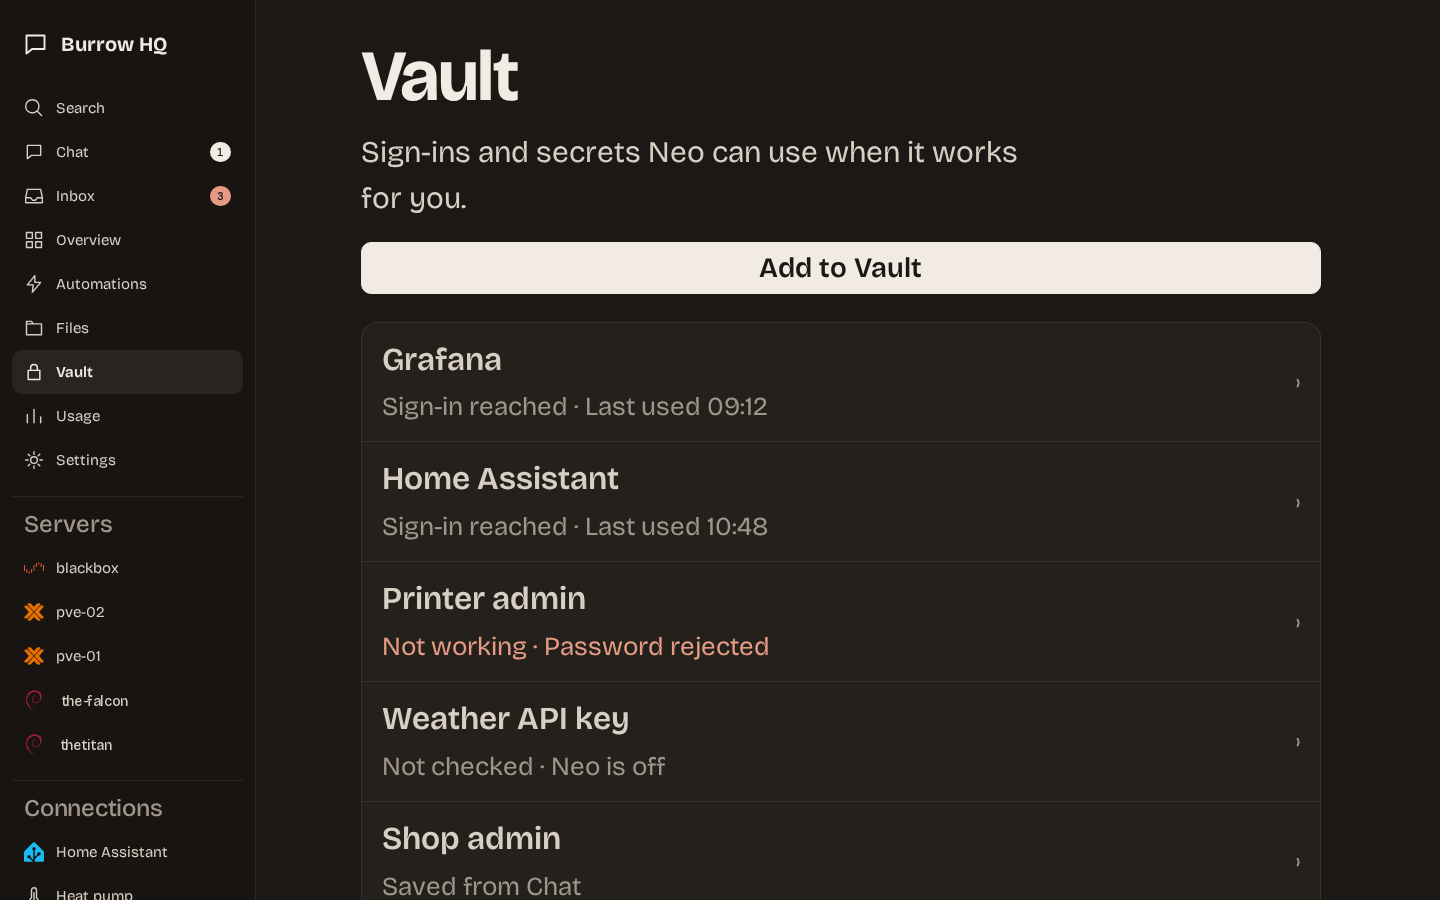 Burrow HQ
Search
Chat 1
Inbox 3
Overview
Automations
Files
Vault
Usage
Settings
Servers
blackbox
pve-02
pve-01
the-falcon
thetitan
Connections
Home Assistant
Heat pump
Vault
Sign-ins and secrets Neo can use when it works
for you.
Add to Vault
Grafana
Sign-in reached · Last used 09:12
Home Assistant
Sign-in reached · Last used 10:48
Printer admin
Not working · Password rejected
Weather API key
Not checked · Neo is off
Shop admin
Saved from Chat